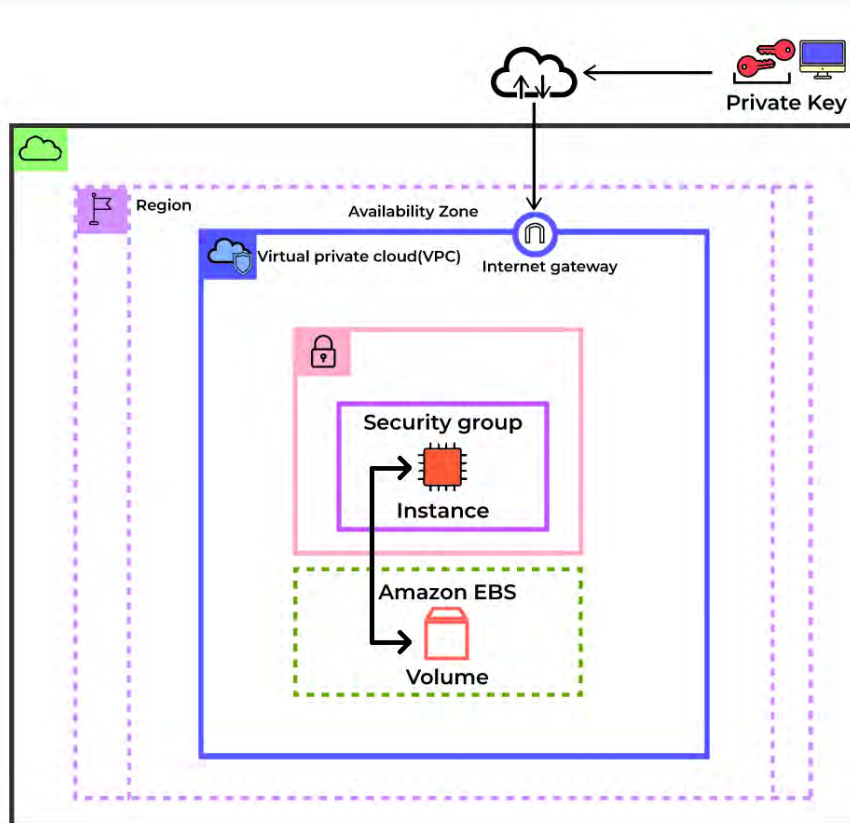 Private Key
Region
Availability Zone
Virtual private cloud(VPC)
Internet gateway
Security group
Instance
Amazon EBS
Volume